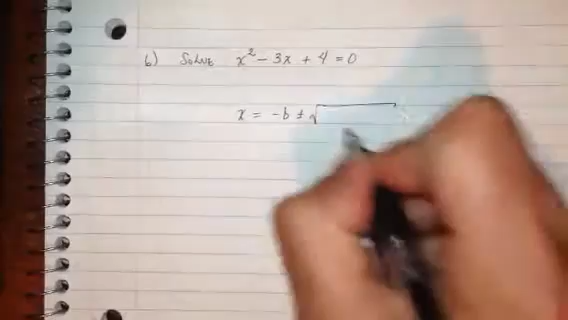 6) SOLVE x² - 3x + 4 = 0
x = -b ± √